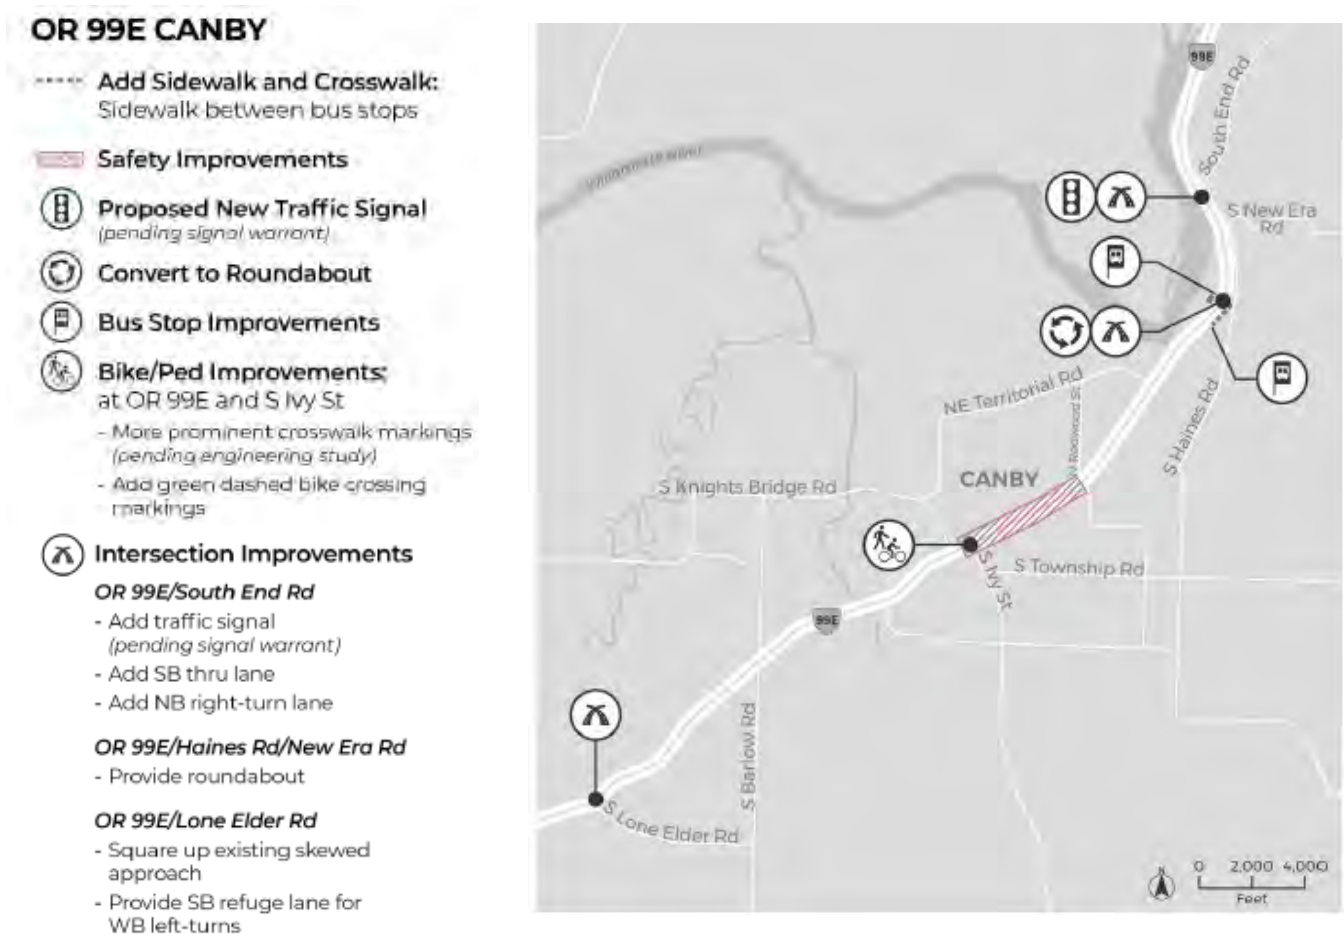 OR 99E CANBY
Add Sidewalk and Crosswalk:
Sidewalk between bus stops
Safety Improvements
Proposed New Traffic Signal
(pending signal warrant)
Convert to Roundabout
Bus Stop Improvements
Bike/Ped Improvements:
at OR 99E and S Ivy St
- More prominent crosswalk markings
(pending engineering study)
- Add green dashed bike crossing
markings
Intersection Improvements
OR 99E/South End Rd
- Add traffic signal
(pending signal warrant)
- Add SB thru lane
- Add NB right-turn lane
OR 99E/Haines Rd/New Era Rd
- Provide roundabout
OR 99E/Lone Elder Rd
- Square up existing skewed
approach
- Provide SB refuge lane for
WB left-turns
99E
South End Rd
Willamette River
S New Era
Rd
NE Territorial Rd
N Redwood St
S Haines Rd
CANBY
S Knights Bridge Rd
S Ivy St
S Township Rd
99E
S Barlow Rd
S Lone Elder Rd
N
0 2,000 4,000
Feet